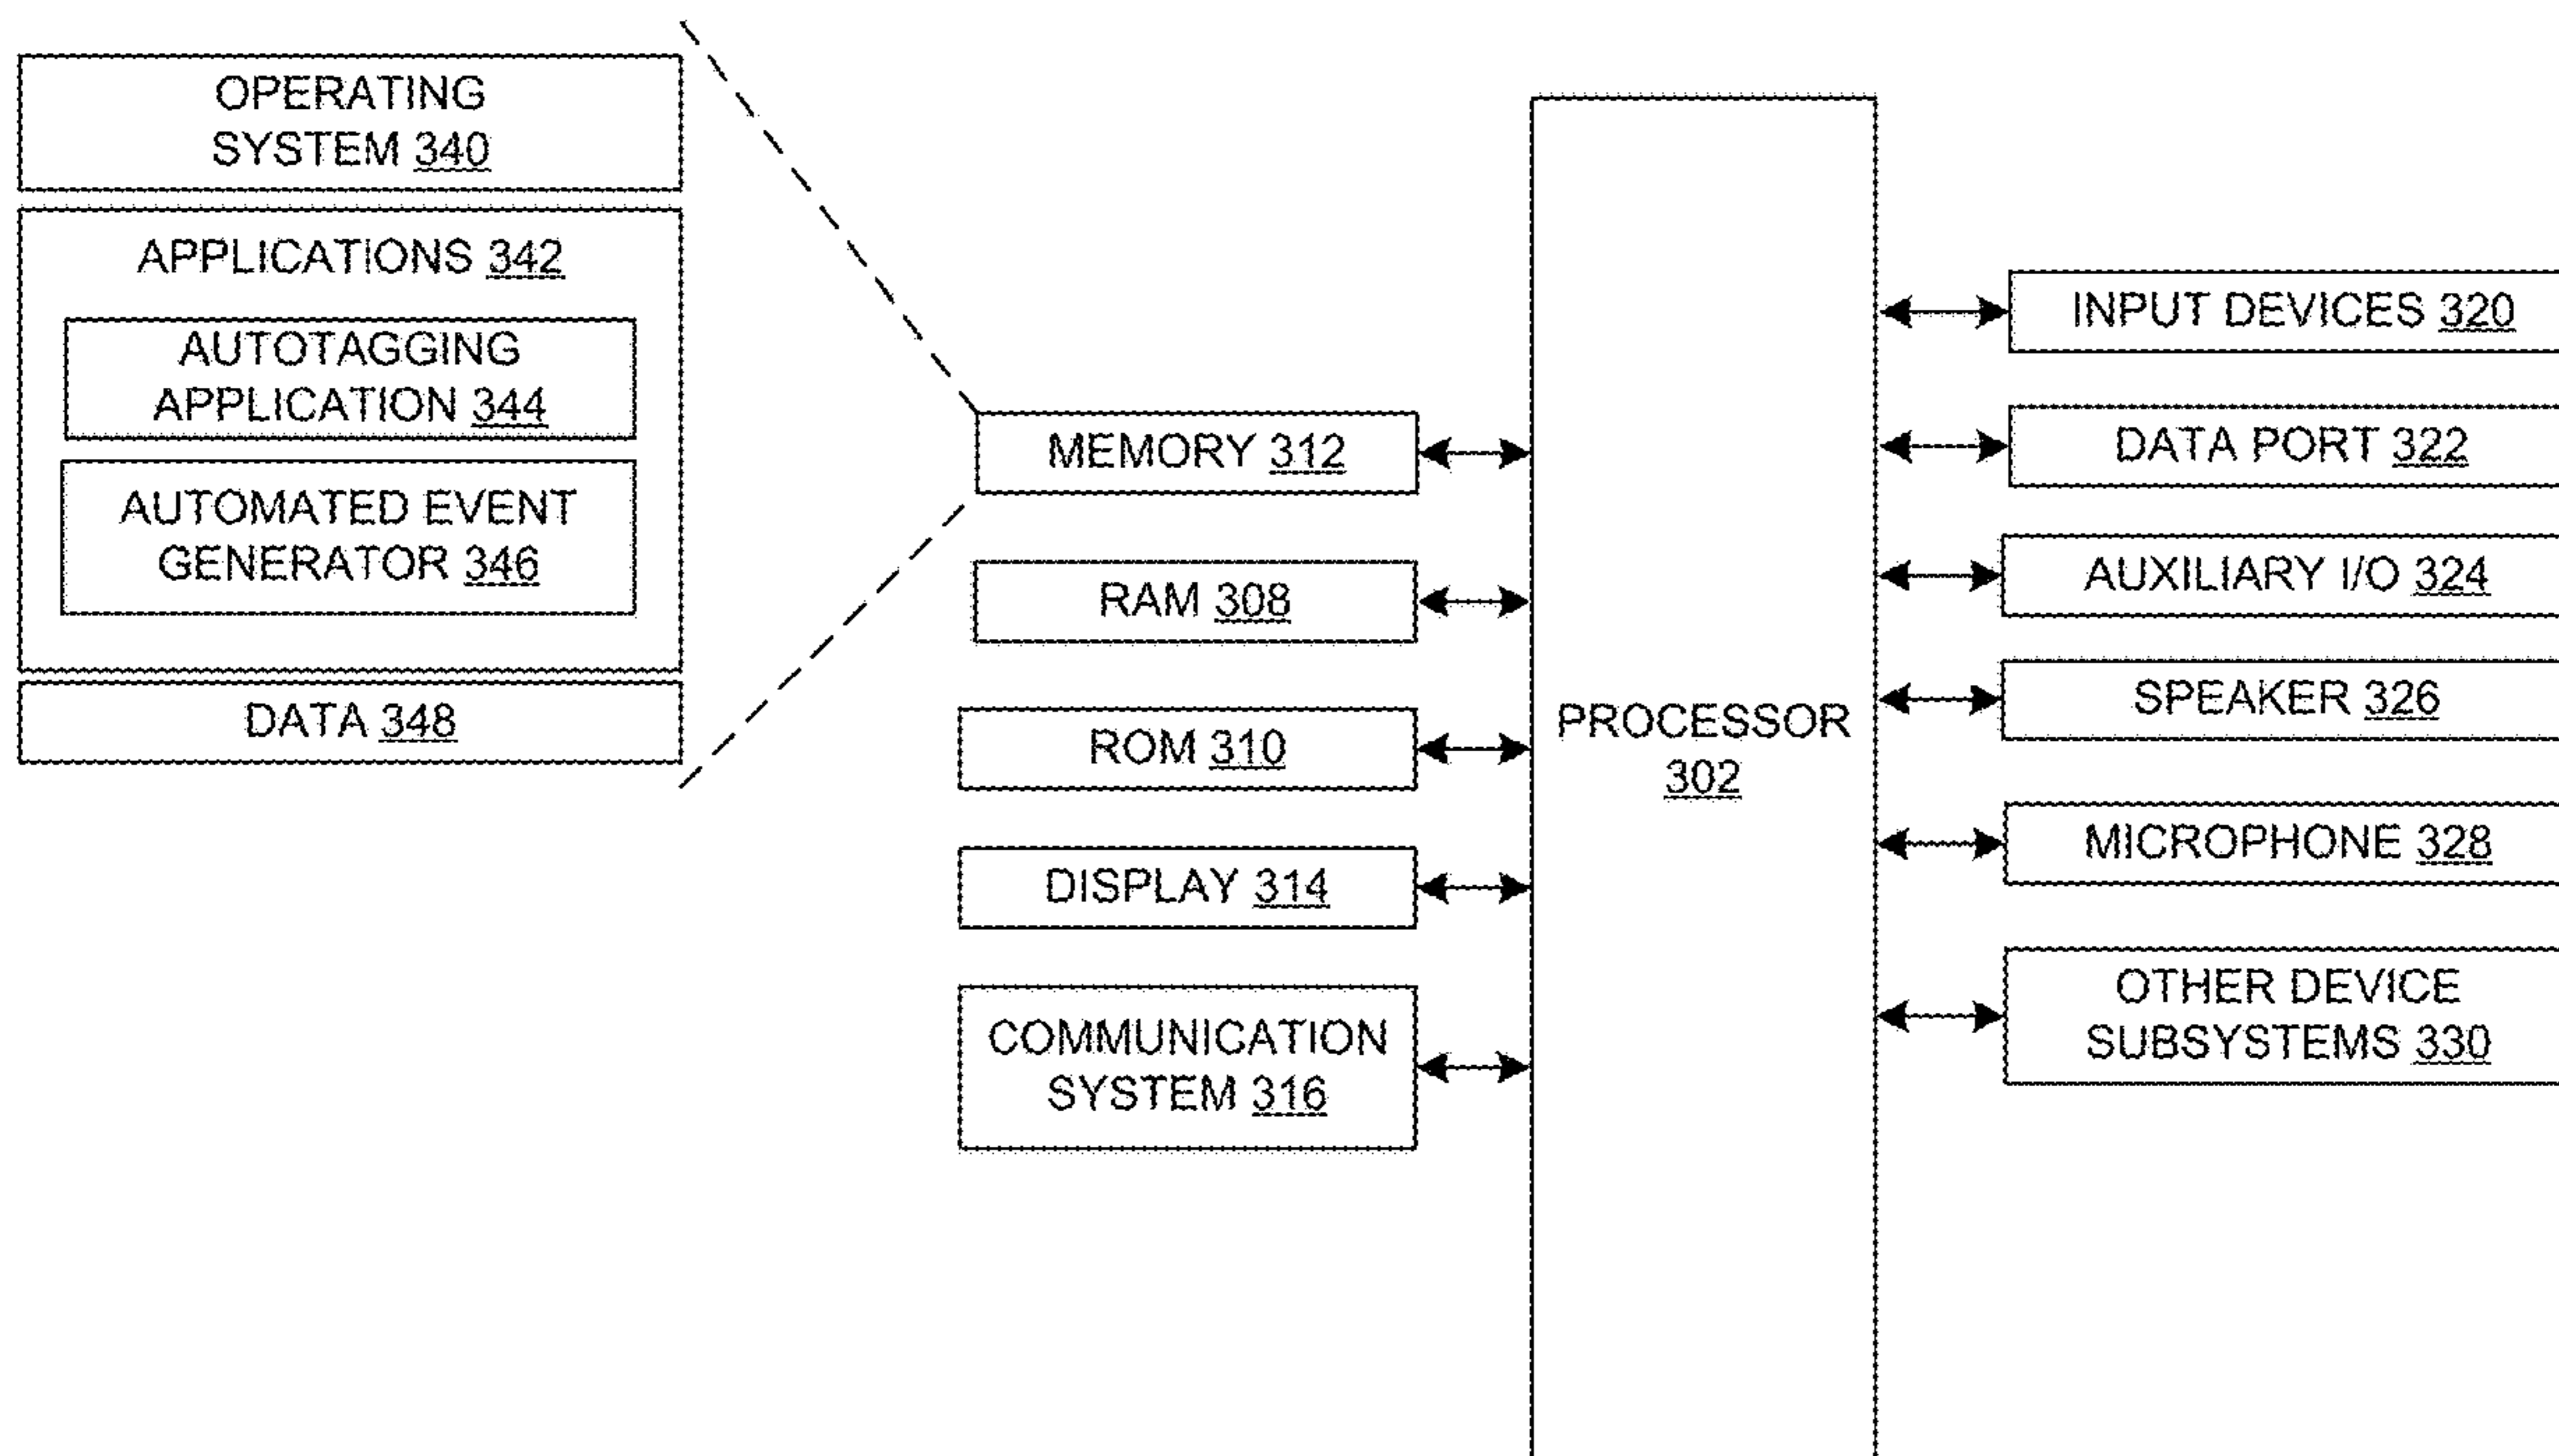 OPERATING
SYSTEM 340
APPLICATIONS 342
AUTOTAGGING
APPLICATION 344
AUTOMATED EVENT
GENERATOR 346
DATA 348
MEMORY 312
RAM 308
ROM 310
DISPLAY 314
COMMUNICATION
SYSTEM 316
PROCESSOR
302
INPUT DEVICES 320
DATA PORT 322
AUXILIARY I/O 324
SPEAKER 326
MICROPHONE 328
OTHER DEVICE
SUBSYSTEMS 330